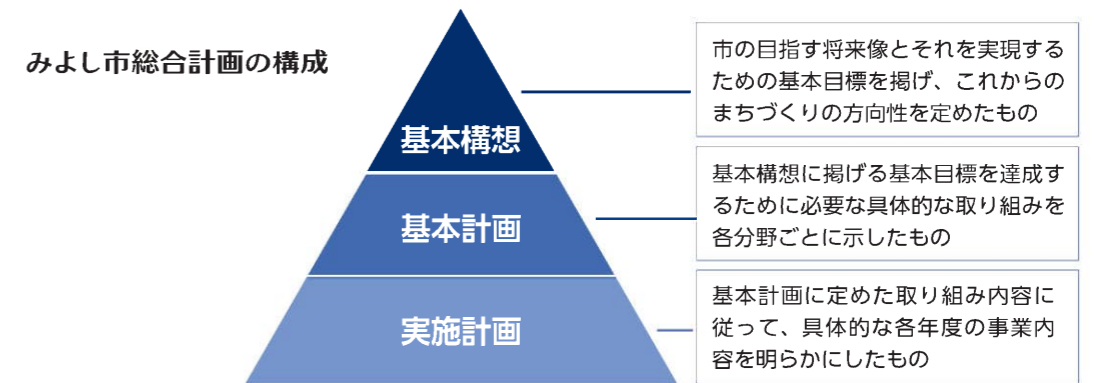 みよし市総合計画の構成
基本構想
市の目指す将来像とそれを実現する
ための基本目標を掲げ、これからの
まちづくりの方向性を定めたもの
基本計画
基本構想に掲げる基本目標を達成す
るために必要な具体的な取り組みを
各分野ごとに示したもの
実施計画
基本計画に定めた取り組み内容に
従って、具体的な各年度の事業内
容を明らかにしたもの